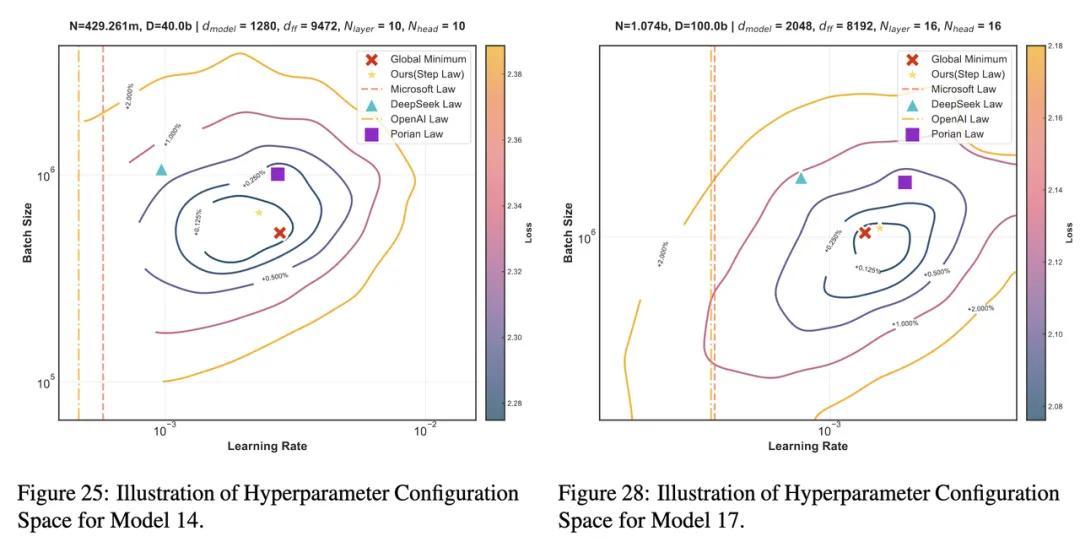 N=429.261m, D=40.0b | d_model = 1280, d_ff = 9472, N_layer = 10, N_head = 10
Global Minimum
Ours(Step Law)
Microsoft Law
DeepSeek Law
OpenAI Law
Porian Law
+2.000%
+1.000%
+0.250%
+0.125%
+0.500%
10^6
10^5
Batch Size
10^-3
10^-2
Learning Rate
2.38
2.36
2.34
2.32
2.30
2.28
Loss
Figure 25: Illustration of Hyperparameter Configuration
Space for Model 14.
N=1.074b, D=100.0b | d_model = 2048, d_ff = 8192, N_layer = 16, N_head = 16
Global Minimum
Ours(Step Law)
Microsoft Law
DeepSeek Law
OpenAI Law
Porian Law
+2.000%
+0.250%
+0.125%
+0.500%
+1.000%
+2.000%
10^6
Batch Size
10^-3
Learning Rate
2.18
2.16
2.14
2.12
2.10
2.08
Loss
Figure 28: Illustration of Hyperparameter Configuration
Space for Model 17.